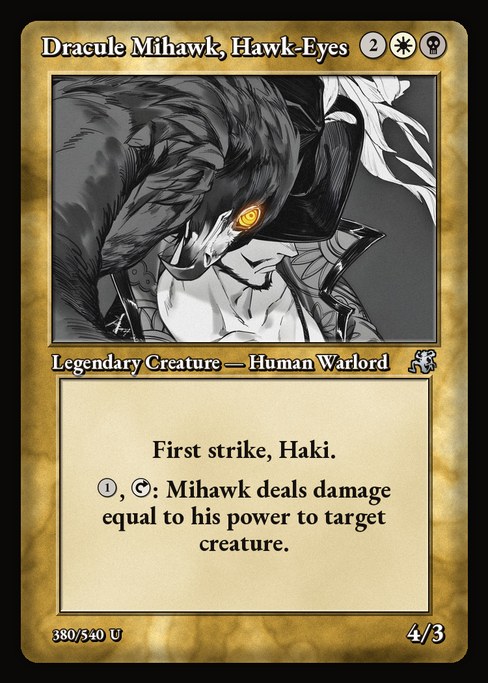 Dracule Mihawk, Hawk-Eyes 2
Legendary Creature — Human Warlord
First strike, Haki.
1, : Mihawk deals damage
equal to his power to target
creature.
380/540 U
4/3